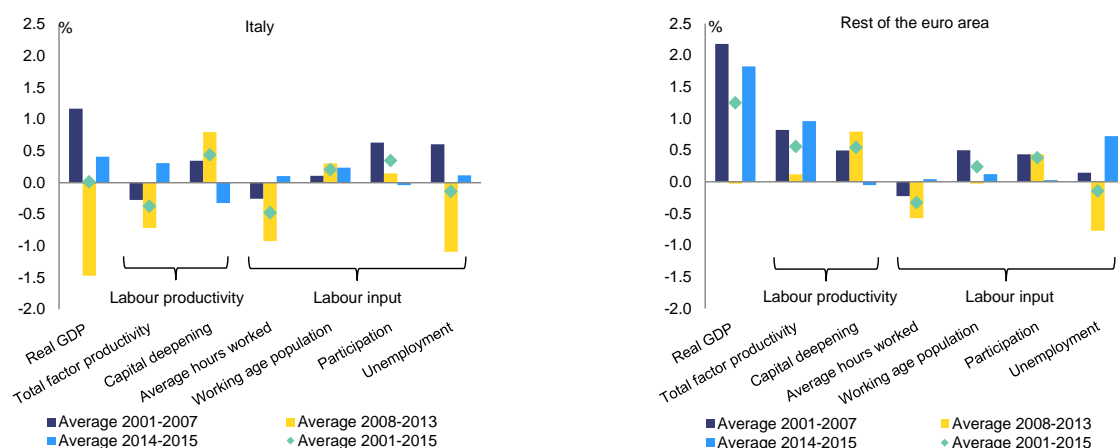 Italy
%
2.5
2.0
1.5
1.0
0.5
0.0
-0.5
-1.0
-1.5
-2.0
Labour productivity
Labour input
Real GDP
Total factor productivity
Capital deepening
Average hours worked
Working age population
Participation
Unemployment
Average 2001-2007
Average 2008-2013
Average 2014-2015
Average 2001-2015
Rest of the euro area
%
2.5
2.0
1.5
1.0
0.5
0.0
-0.5
-1.0
-1.5
-2.0
Labour productivity
Labour input
Real GDP
Total factor productivity
Capital deepening
Average hours worked
Working age population
Participation
Unemployment
Average 2001-2007
Average 2008-2013
Average 2014-2015
Average 2001-2015